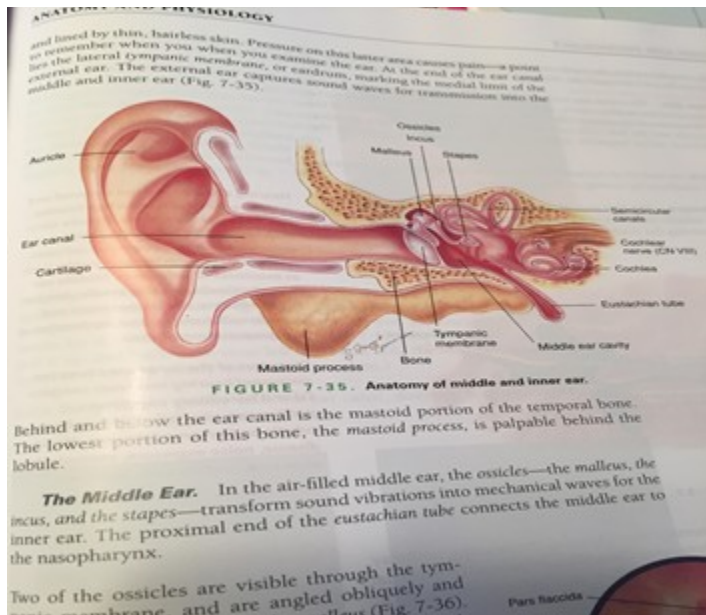 ANATOMY AND PHYSIOLOGY
and lined by thin, hairless skin. Pressure on this latter area causes pain—a point
to remember when you when you examine the ear. At the end of the ear canal
lies the lateral tympanic membrane, or eardrum, marking the medial limit of the
external ear. The external ear captures sound waves for transmission into the
middle and inner ear (Fig. 7-35).
Ossicles
Incus
Malleus
Stapes
Auricle
Semicircular
canals
Ear canal
Cochlear
nerve (CN VIII)
Cartilage
Cochlea
Eustachian tube
Tympanic
membrane
Middle ear cavity
Bone
Mastoid process
FIGURE 7-35. Anatomy of middle and inner ear.
Behind and below the ear canal is the mastoid portion of the temporal bone.
The lowest portion of this bone, the mastoid process, is palpable behind the
lobule.
The Middle Ear. In the air-filled middle ear, the ossicles—the malleus, the
incus, and the stapes—transform sound vibrations into mechanical waves for the
inner ear. The proximal end of the eustachian tube connects the middle ear to
the nasopharynx.
Two of the ossicles are visible through the tym-
membrane, and are angled obliquely and
(Fig. 7-36).
Pars flaccida